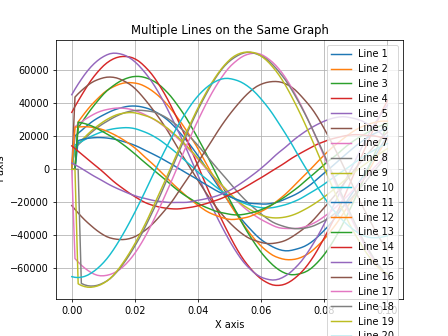 Multiple Lines on the Same Graph
60000
40000
20000
0
−20000
−40000
−60000
axis
0.00
0.02
0.04
0.06
0.08
X axis
Line 1
Line 2
Line 3
Line 4
Line 5
Line 6
Line 7
Line 8
Line 9
Line 10
Line 11
Line 12
Line 13
Line 14
Line 15
Line 16
Line 17
Line 18
Line 19
Line 20